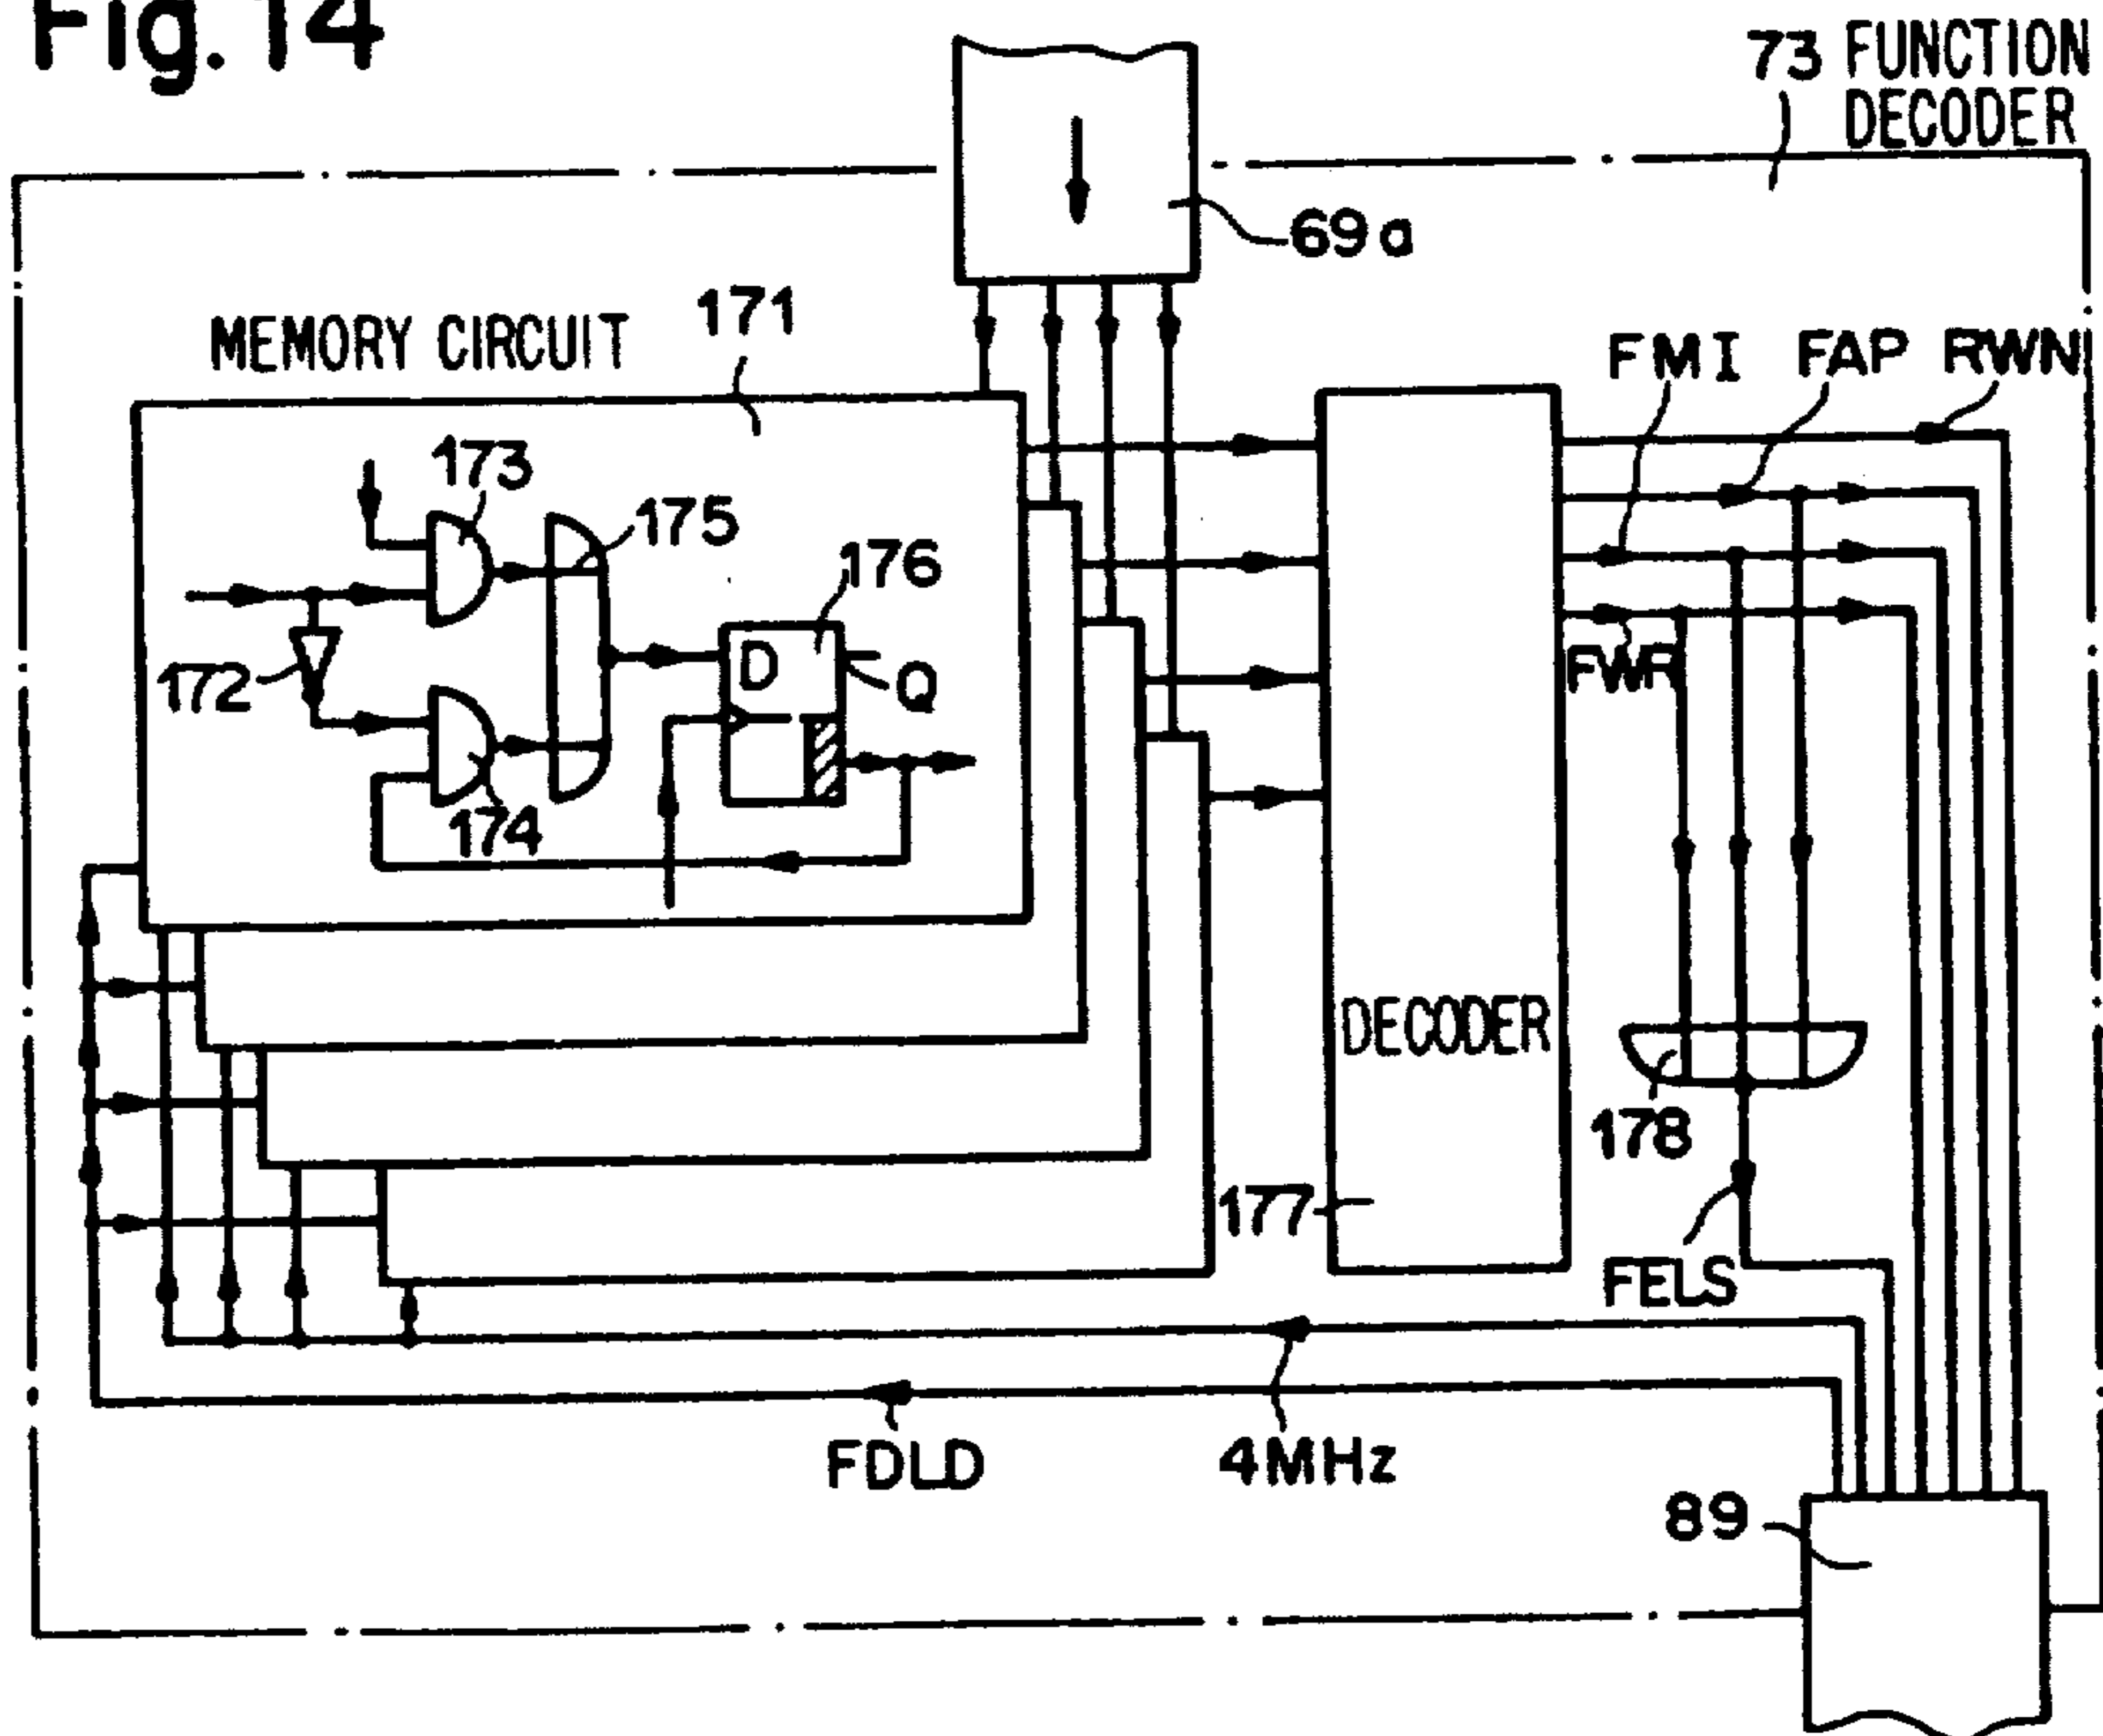 Fig. 14
73 FUNCTION
DECODER
69a
MEMORY CIRCUIT
171
FMI FAP RWN
173
175
176
172
D
Q
FWR
174
DECODER
178
177
FELS
FDLD
4MHz
89